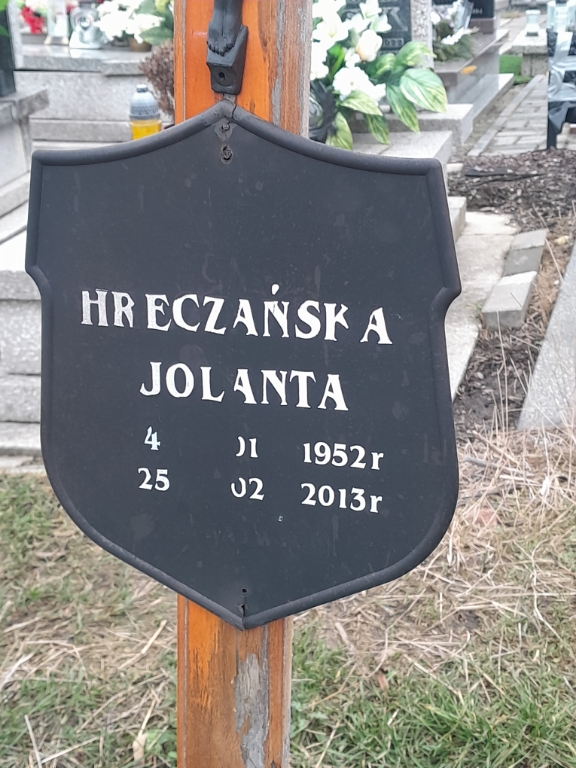 HRECZAŃSKA
JOLANTA
4 01 1952r
25 02 2013r